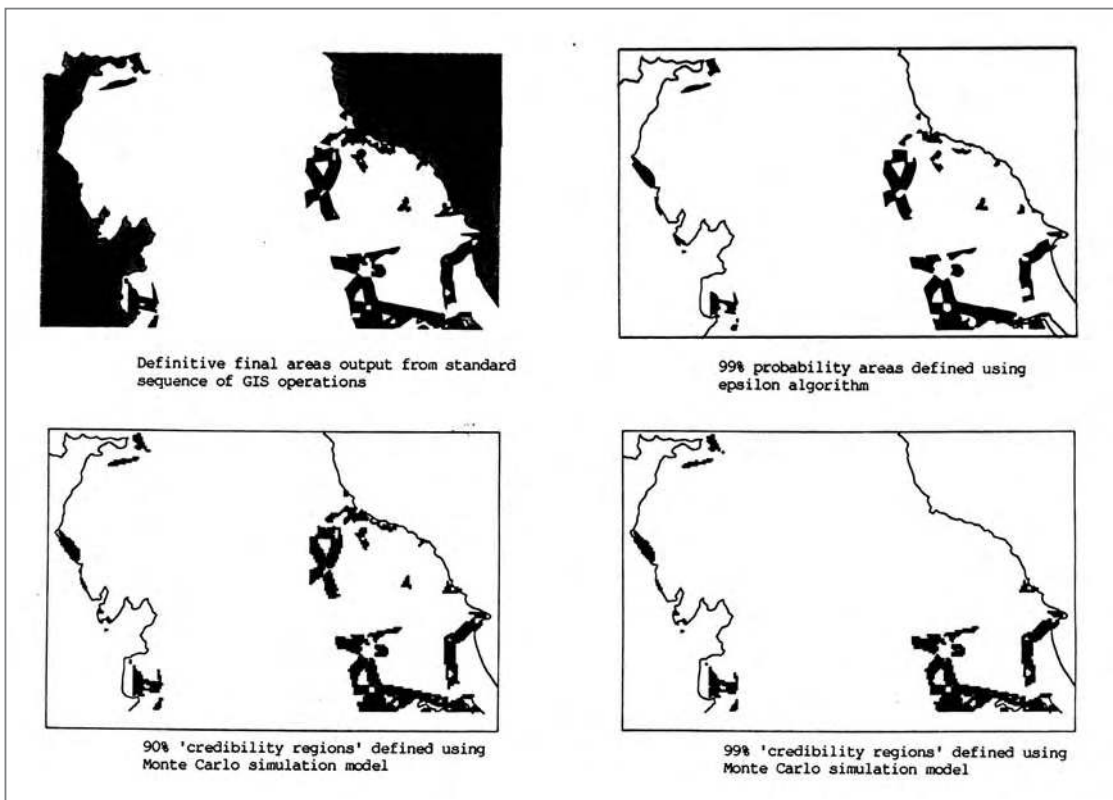 Definitive final areas output from standard
sequence of GIS operations
99% probability areas defined using
epsilon algorithm
90% 'credibility regions' defined using
Monte Carlo simulation model
99% 'credibility regions' defined using
Monte Carlo simulation model